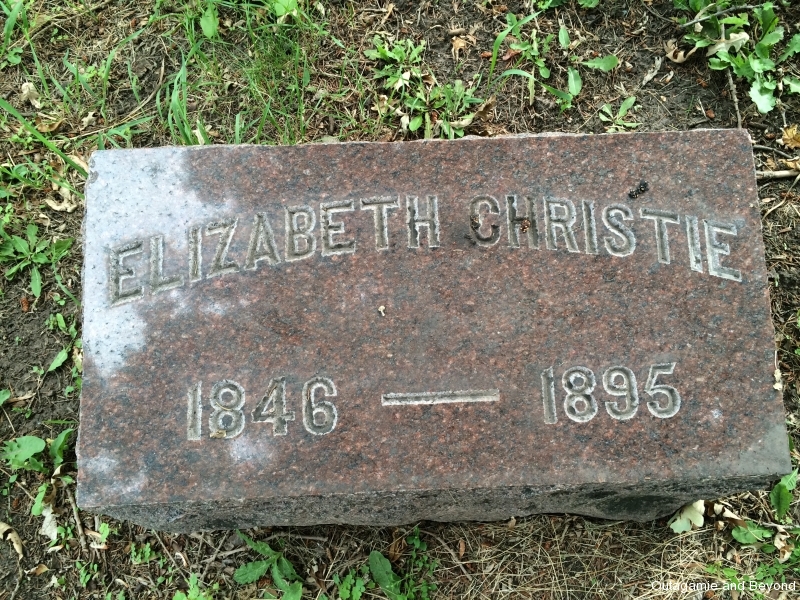 ELIZABETH CHRISTIE
1846 — 1895
Outagamie and Beyond